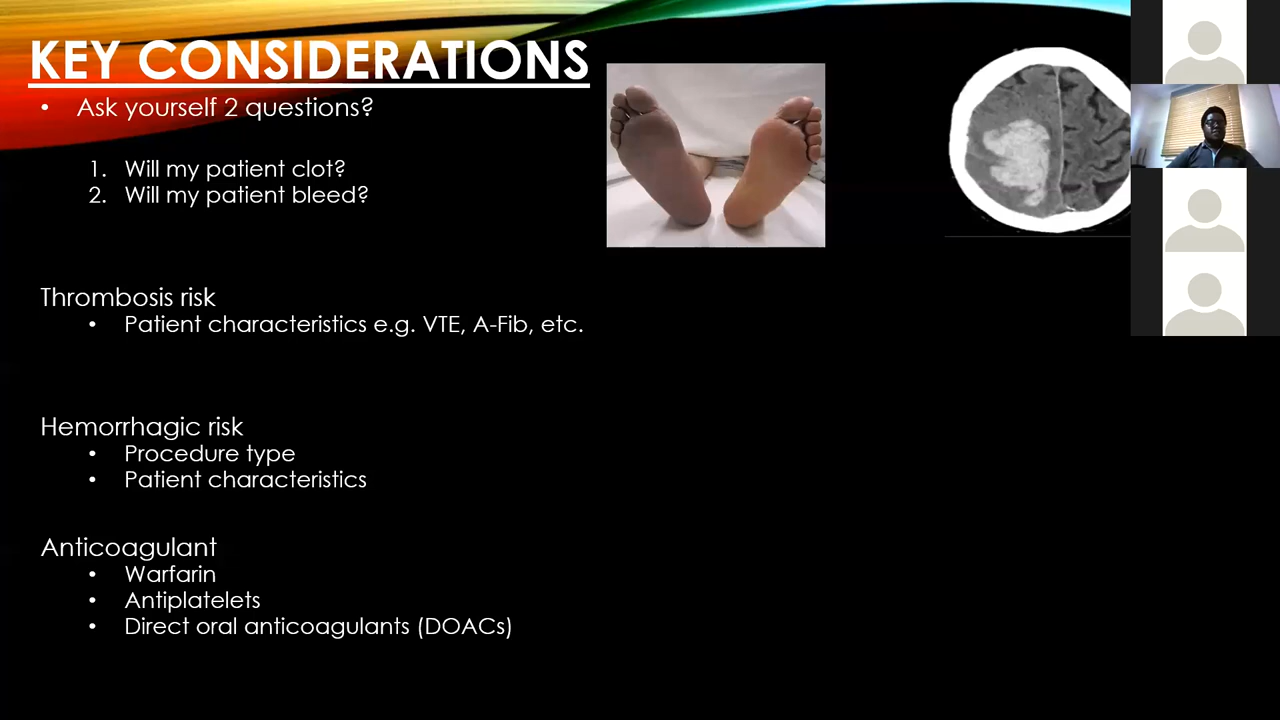 KEY CONSIDERATIONS
• Ask yourself 2 questions?
1. Will my patient clot?
2. Will my patient bleed?
Thrombosis risk
• Patient characteristics e.g. VTE, A-Fib, etc.
Hemorrhagic risk
• Procedure type
• Patient characteristics
Anticoagulant
• Warfarin
• Antiplatelets
• Direct oral anticoagulants (DOACs)